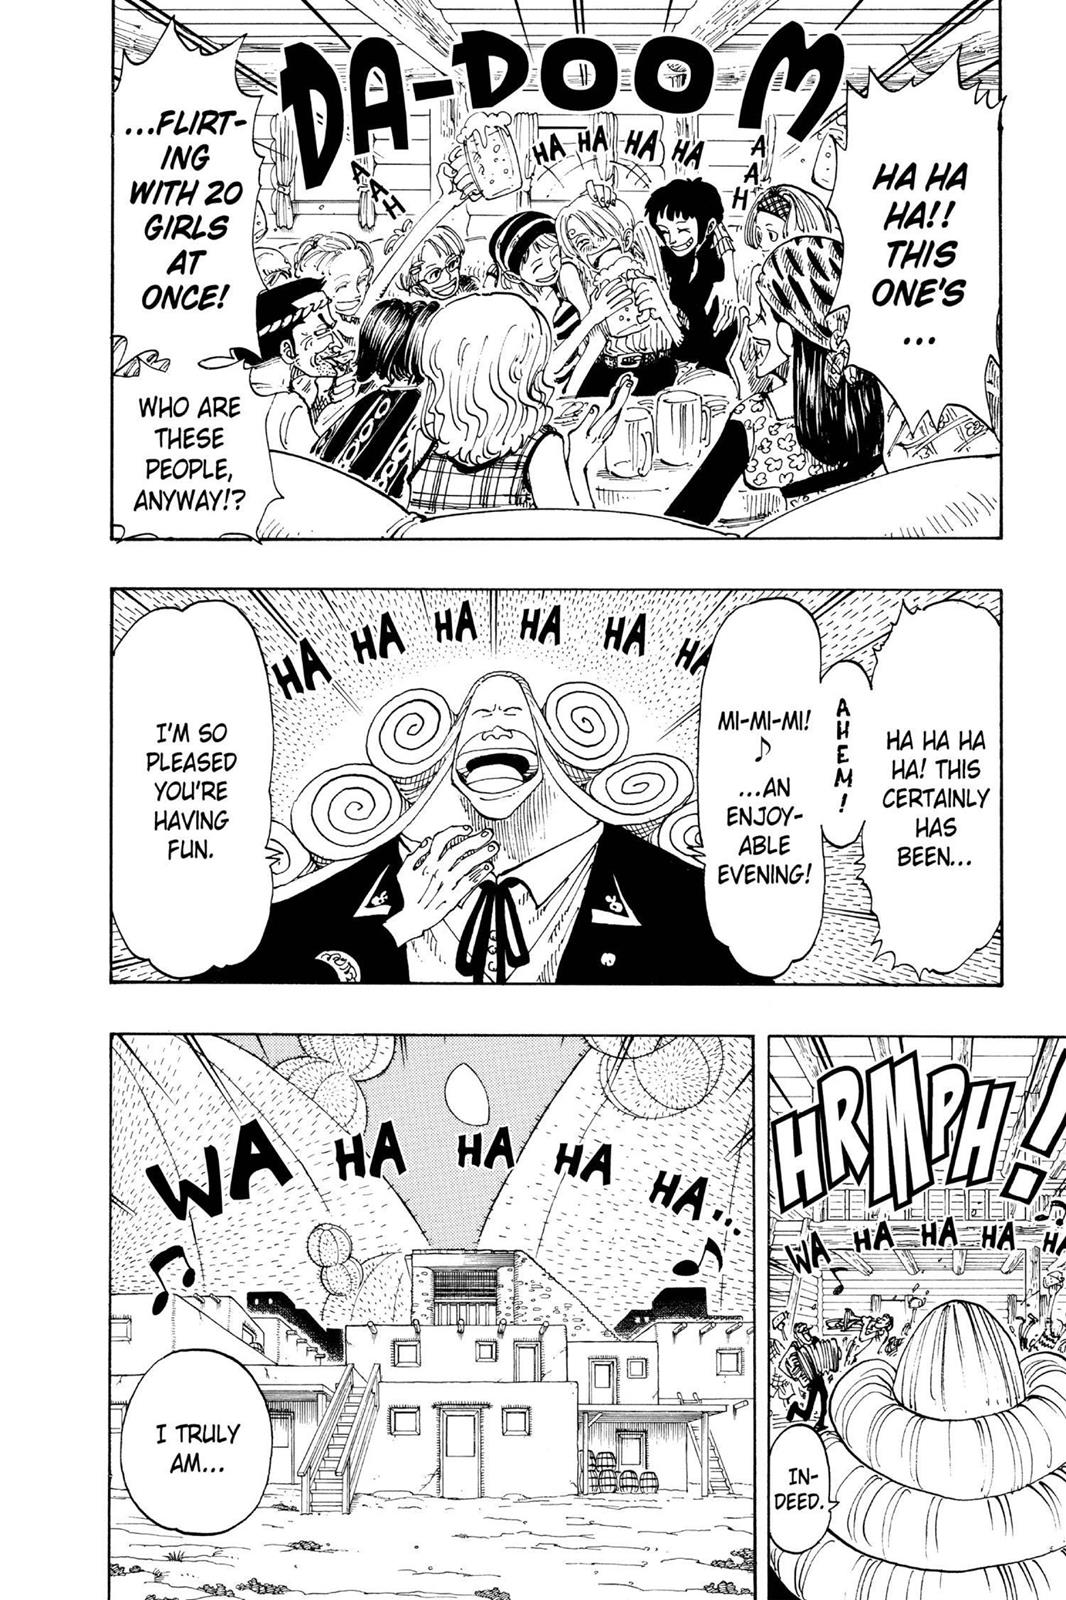 DA-DOOM
HA HA
HA!!
THIS
ONE'S
...
AAH
HA HA HA HA
AAH
...FLIRT-
ING
WITH 20
GIRLS
AT
ONCE!
WHO ARE
THESE
PEOPLE,
ANYWAY!?
HA HA HA
HA! THIS
CERTAINLY
HAS
BEEN...
AHEM!
MI-MI-MI!
♪
...AN
ENJOY-
ABLE
EVENING!
HA HA HA HA HA HA
I'M SO
PLEASED
YOU'RE
HAVING
FUN.
HRMPH!
WA HA HA HA HA
♪
♫
IN-
DEED.
WA HA HA HA HA...
♫
♫
I TRULY
AM...